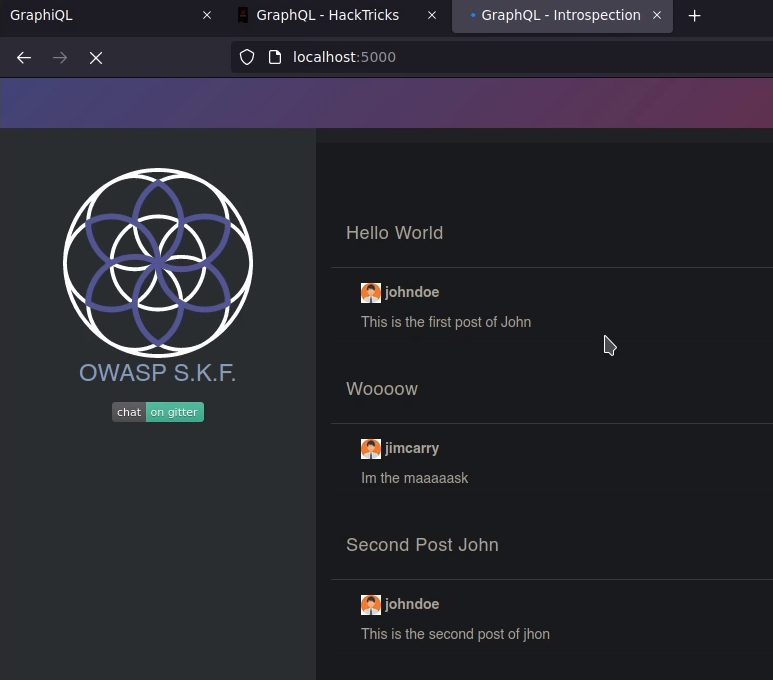 GraphiQL
GraphQL - HackTricks
GraphQL - Introspection
localhost:5000
OWASP S.K.F.
chat on gitter
Hello World
johndoe
This is the first post of John
Woooow
jimcarry
Im the maaaaask
Second Post John
johndoe
This is the second post of jhon